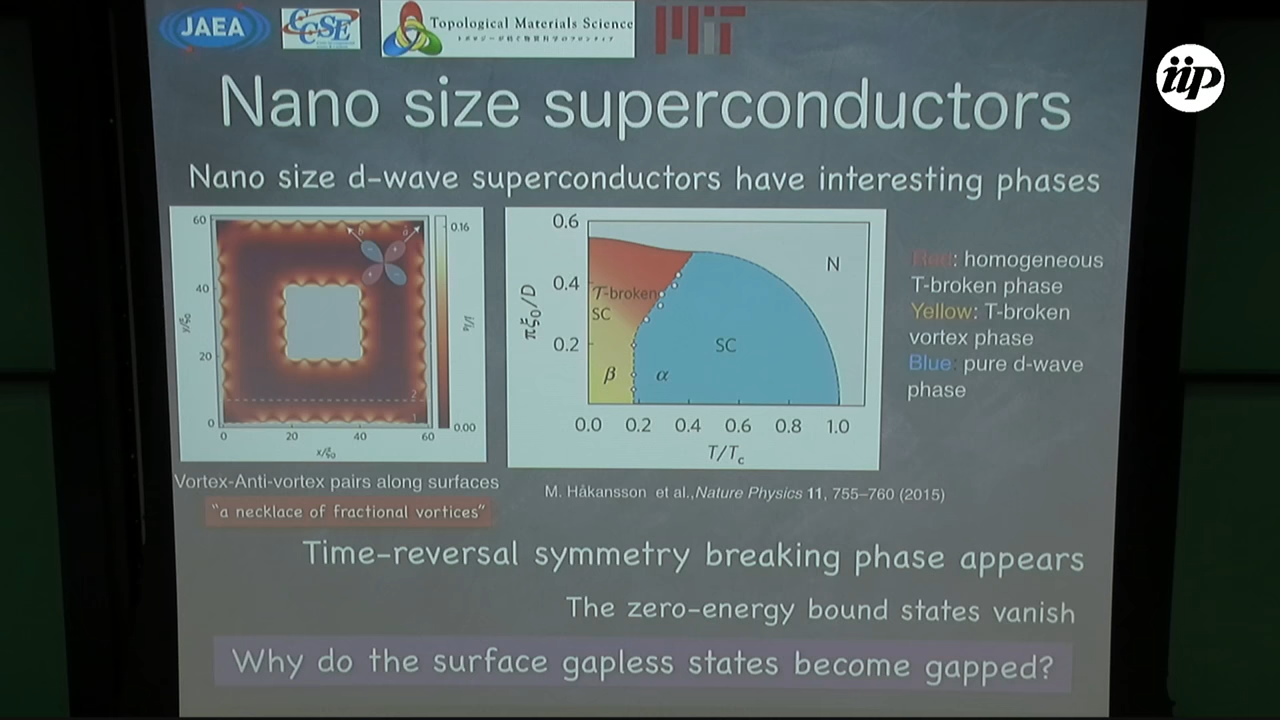 JAEA
CCSE
Topological Materials Science
MIT
iip
Nano size superconductors
Nano size d-wave superconductors have interesting phases
60
40
20
0
0
20
40
60
x/ξ₀
y/ξ₀
b
a
2
1
0.16
0.00
0.6
0.4
0.2
πξ₀/D
N
T-broken
SC
SC
β
α
0.0
0.2
0.4
0.6
0.8
1.0
T/Tc
Red: homogeneous
T-broken phase
Yellow: T-broken
vortex phase
Blue: pure d-wave
phase
Vortex-Anti-vortex pairs along surfaces
"a necklace of fractional vortices"
M. Håkansson et al.,Nature Physics 11, 755–760 (2015)
Time-reversal symmetry breaking phase appears
The zero-energy bound states vanish
Why do the surface gapless states become gapped?